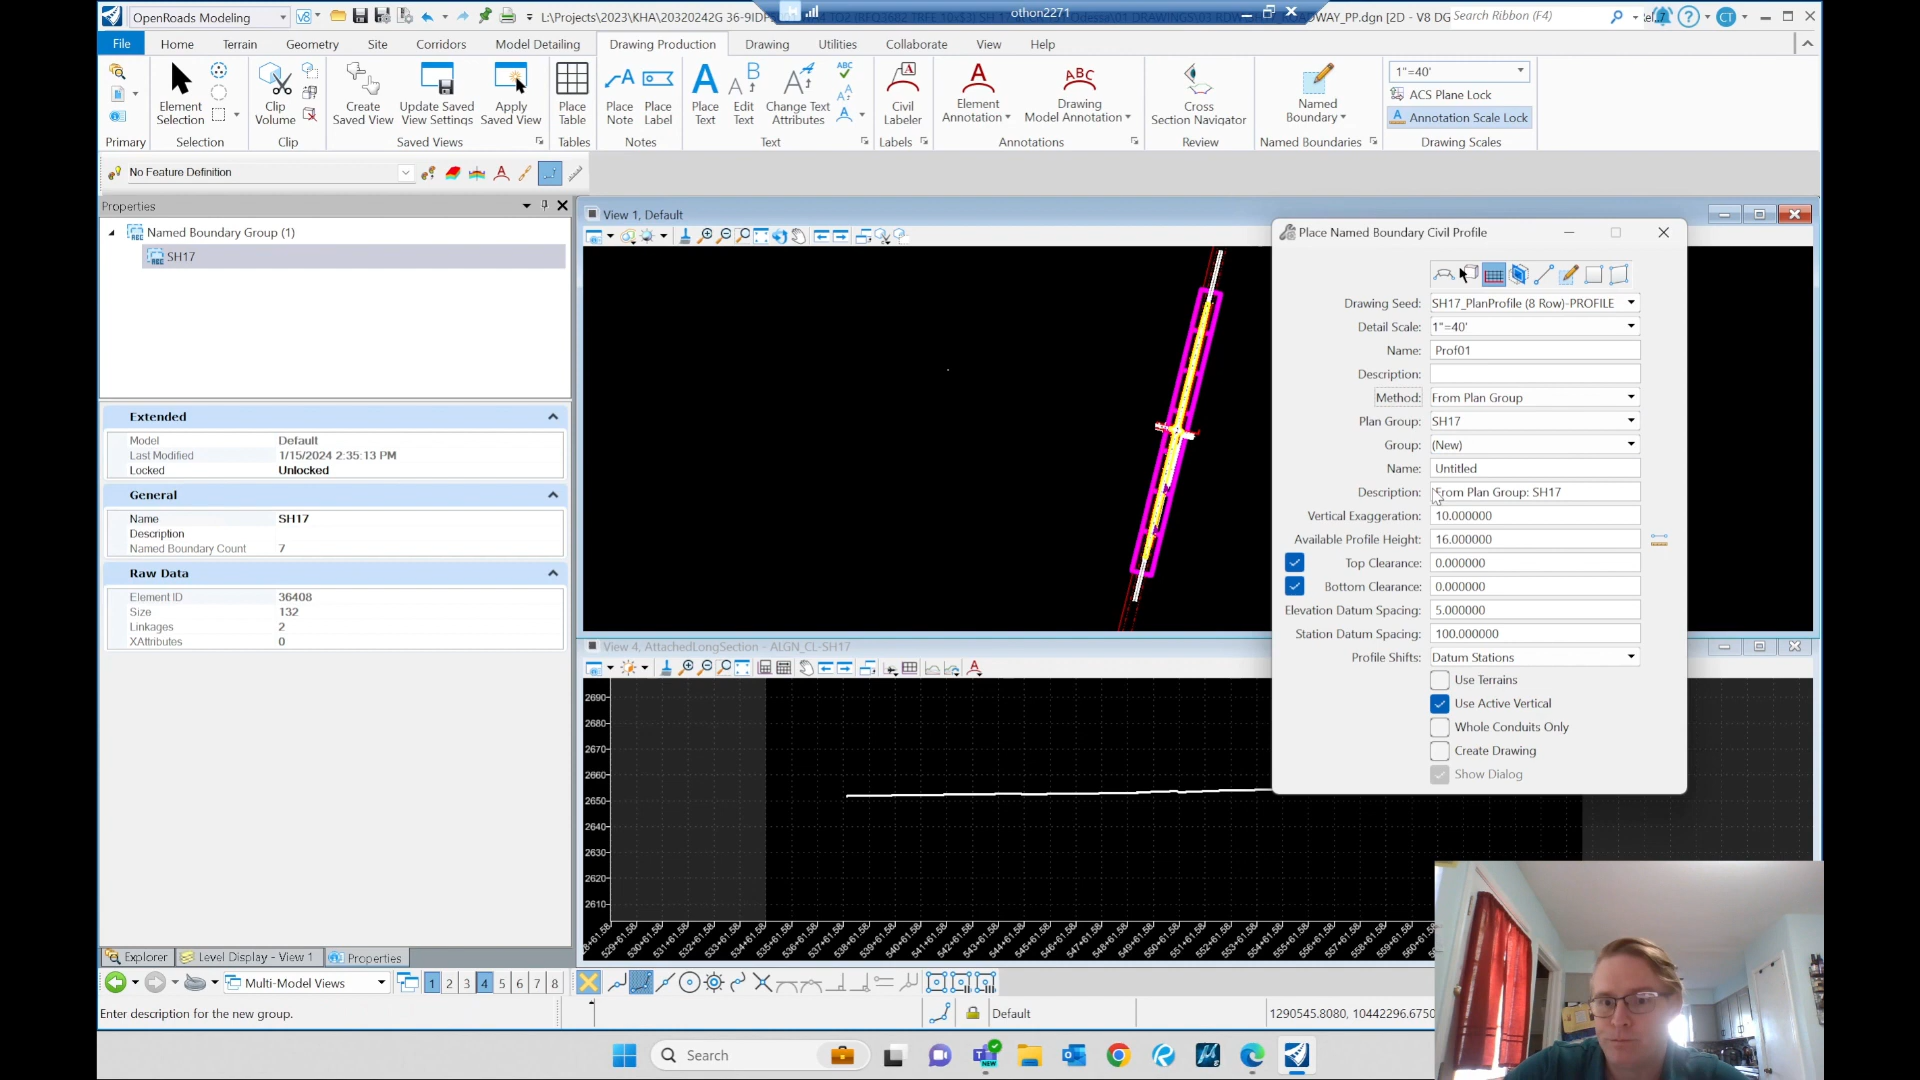 OpenRoads Modeling
othon2271
Search Ribbon (F4)
CT
File Home Terrain Geometry Site Corridors Model Detailing Drawing Production Drawing Utilities Collaborate View Help
Element Selection
Clip Volume
Create Saved View
Update Saved View Settings
Apply Saved View
Place Table
Place Note
Place Label
Place Text
Edit Text
Change Text Attributes
Civil Labeler
Element Annotation
Drawing Model Annotation
Cross Section Navigator
Named Boundary
1"=40'
ACS Plane Lock
Annotation Scale Lock
Primary Selection Clip Saved Views Tables Notes Text Labels Annotations Review Named Boundaries Drawing Scales
No Feature Definition
Properties
Named Boundary Group (1)
SH17
Extended
Model Default
Last Modified 1/15/2024 2:35:13 PM
Locked Unlocked
General
Name SH17
Description
Named Boundary Count 7
Raw Data
Element ID 36408
Size 132
Linkages 2
XAttributes 0
View 1, Default
View 4, AttachedLongSection - ALGN_CL-SH17
2690
2680
2670
2660
2650
2640
2630
2620
2610
Place Named Boundary Civil Profile
Drawing Seed: SH17_PlanProfile (8 Row)-PROFILE
Detail Scale: 1"=40'
Name: Prof01
Description:
Method: From Plan Group
Plan Group: SH17
Group: (New)
Name: Untitled
Description: From Plan Group: SH17
Vertical Exaggeration: 10.000000
Available Profile Height: 16.000000
Top Clearance: 0.000000
Bottom Clearance: 0.000000
Elevation Datum Spacing: 5.000000
Station Datum Spacing: 100.000000
Profile Shifts: Datum Stations
Use Terrains
Use Active Vertical
Whole Conduits Only
Create Drawing
Show Dialog
Explorer Level Display - View 1 Properties
Multi-Model Views 1 2 3 4 5 6 7 8
Enter description for the new group.
Default
1290545.8080, 10442296.6750
Search